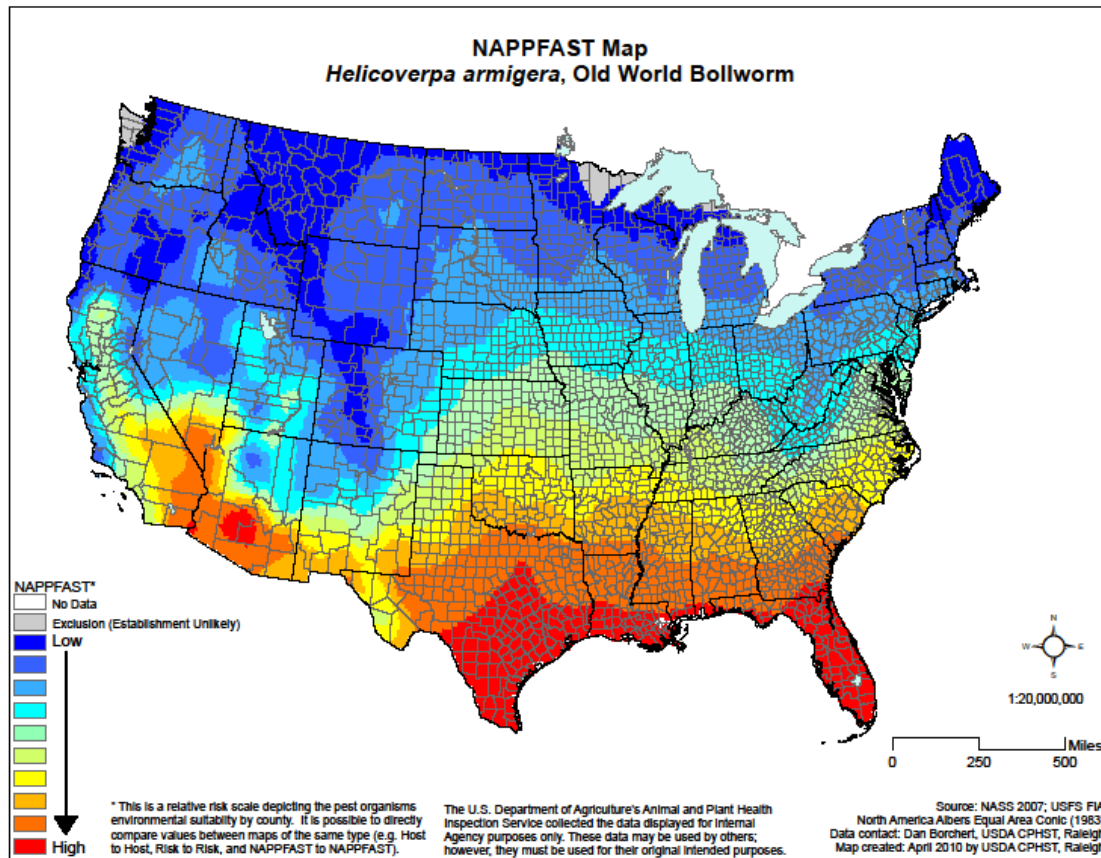 NAPPFAST Map
Helicoverpa armigera, Old World Bollworm
NAPPFAST*
No Data
Exclusion (Establishment Unlikely)
Low
High
N
W E
S
1:20,000,000
Miles
0 250 500
* This is a relative risk scale depicting the pest organisms
environmental suitability by county. It is possible to directly
compare values between maps of the same type (e.g. Host
to Host, Risk to Risk, and NAPPFAST to NAPPFAST).
The U.S. Department of Agriculture's Animal and Plant Health
Inspection Service collected the data displayed for internal
Agency purposes only. These data may be used by others;
however, they must be used for their original intended purposes.
Source: NASS 2007; USFS FIA
North America Albers Equal Area Conic (1983)
Data contact: Dan Borchert, USDA CPHST, Raleigh
Map created: April 2010 by USDA CPHST, Raleigh